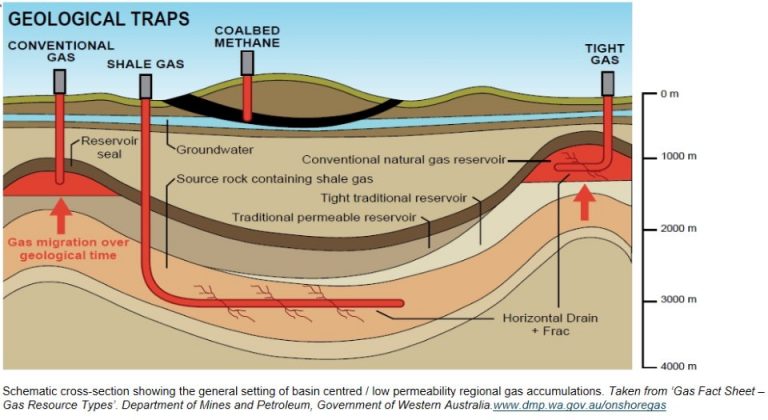 GEOLOGICAL TRAPS
CONVENTIONAL
GAS
SHALE GAS
COALBED
METHANE
TIGHT
GAS
0 m
1000 m
2000 m
3000 m
4000 m
Reservoir
seal
Groundwater
Conventional natural gas reservoir
Source rock containing shale gas
Tight traditional reservoir
Traditional permeable reservoir
Gas migration over
geological time
Horizontal Drain
+ Frac
Schematic cross-section showing the general setting of basin centred / low permeability regional gas accumulations. Taken from ‘Gas Fact Sheet –
Gas Resource Types’. Department of Mines and Petroleum, Government of Western Australia.www.dmp.wa.gov.au/onshoregas